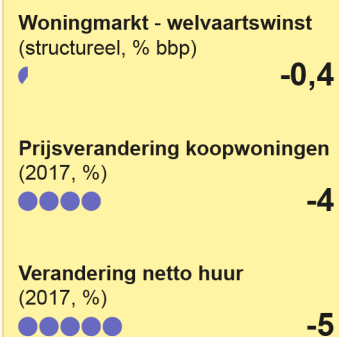 Woningmarkt - welvaartswinst
(structureel, % bbp)
-0,4
Prijsverandering koopwoningen
(2017, %)
-4
Verandering netto huur
(2017, %)
-5